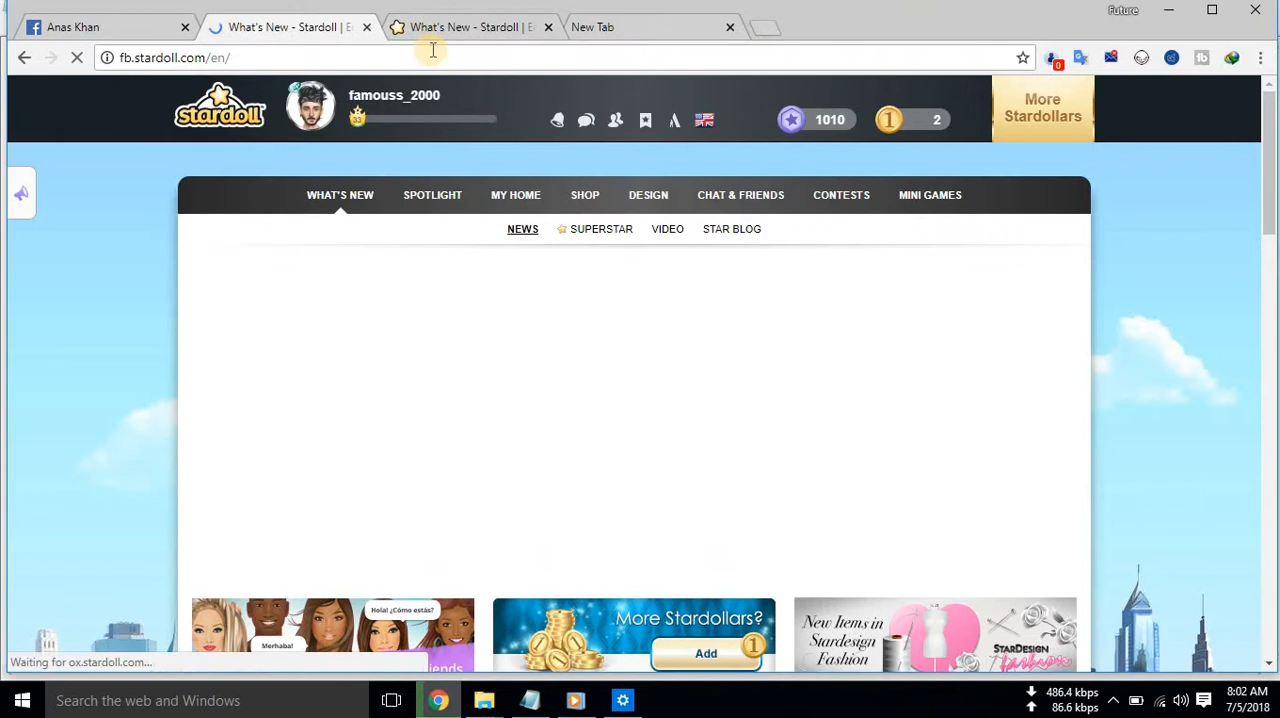 Future
Anas Khan
What's New - Stardoll | E
What's New - Stardoll | E
New Tab
fb.stardoll.com/en/
0
stardoll
famouss_2000
1010
1
2
More
Stardollars
WHAT'S NEW
SPOTLIGHT
MY HOME
SHOP
DESIGN
CHAT & FRIENDS
CONTESTS
MINI GAMES
NEWS
SUPERSTAR
VIDEO
STAR BLOG
Hola! ¿Cómo estás?
Merhaba!
iends
More Stardollars?
Add
1
New Items in
Stardesign
Fashion
STARDESIGN
fashion
Waiting for ox.stardoll.com...
Search the web and Windows
486.4 kbps
86.6 kbps
8:02 AM
7/5/2018